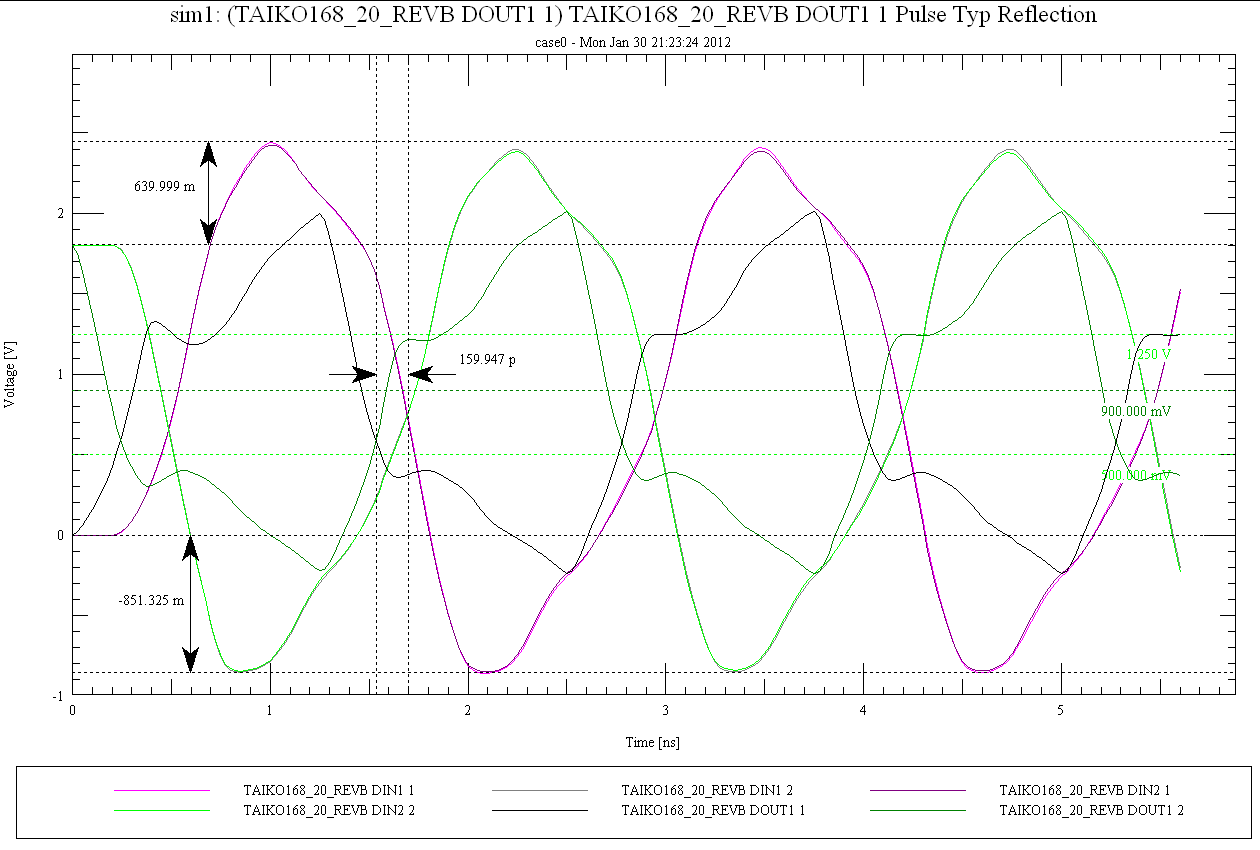 sim1: (TAIKO168_20_REVB DOUT1 1) TAIKO168_20_REVB DOUT1 1 Pulse Typ Reflection
case0 - Mon Jan 30 21:23:24 2012
639.999 m
2
1.250 V
159.947 p
1
Voltage [V]
900.000 mV
500.000 mV
0
-851.325 m
-1
0 1 2 3 4 5
Time [ns]
TAIKO168_20_REVB DIN1 1 TAIKO168_20_REVB DIN1 2 TAIKO168_20_REVB DIN2 1
TAIKO168_20_REVB DIN2 2 TAIKO168_20_REVB DOUT1 1 TAIKO168_20_REVB DOUT1 2